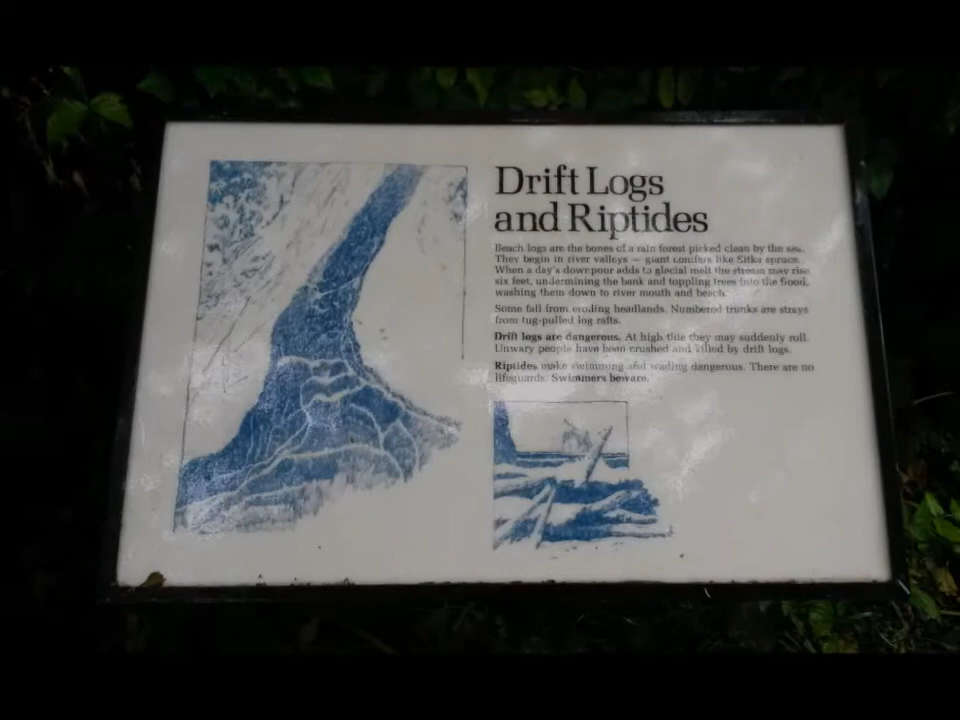 Drift Logs
and Riptides
Beach logs are the bones of a rain forest picked clean by the sea.
They begin in river valleys — giant conifers like Sitka spruce.
When a day's downpour adds to glacial melt the stream may rise
six feet, undermining the bank and toppling trees into the flood,
washing them down to river mouth and beach.
Some fall from eroding headlands. Numbered trunks are strays
from tug-pulled log rafts.
Drift logs are dangerous. At high tide they may suddenly roll.
Unwary people have been crushed and killed by drift logs.
Riptides make swimming and wading dangerous. There are no
lifeguards. Swimmers beware.